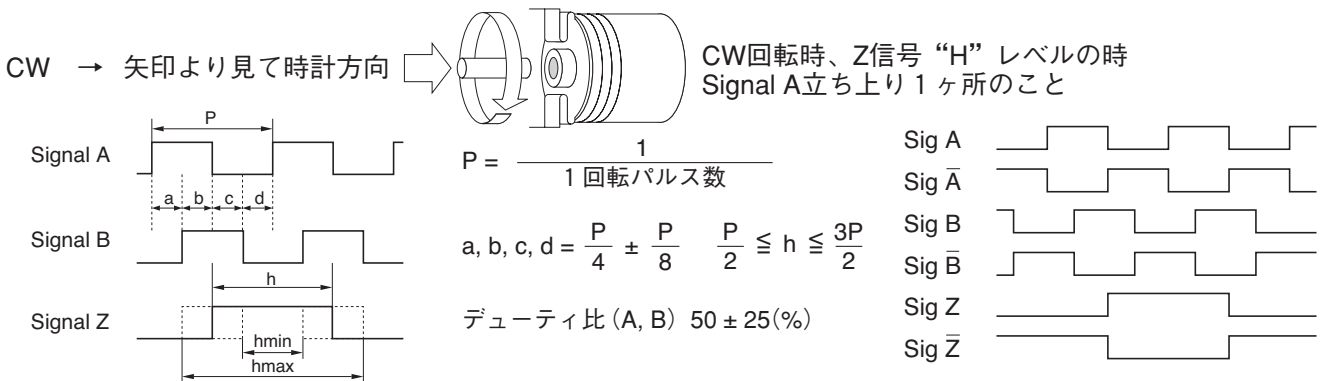 CW → 矢印より見て時計方向
CW回転時、Z信号“H”レベルの時
Signal A立ち上り1ヶ所のこと
P
Signal A
a b c d
Signal B
h
Signal Z
hmin
hmax
P = 1 / 1回転パルス数
a, b, c, d = P/4 ± P/8 P/2 ≦ h ≦ 3P/2
デューティ比 (A, B) 50 ± 25(%)
Sig A
Sig A̅
Sig B
Sig B̅
Sig Z
Sig Z̅